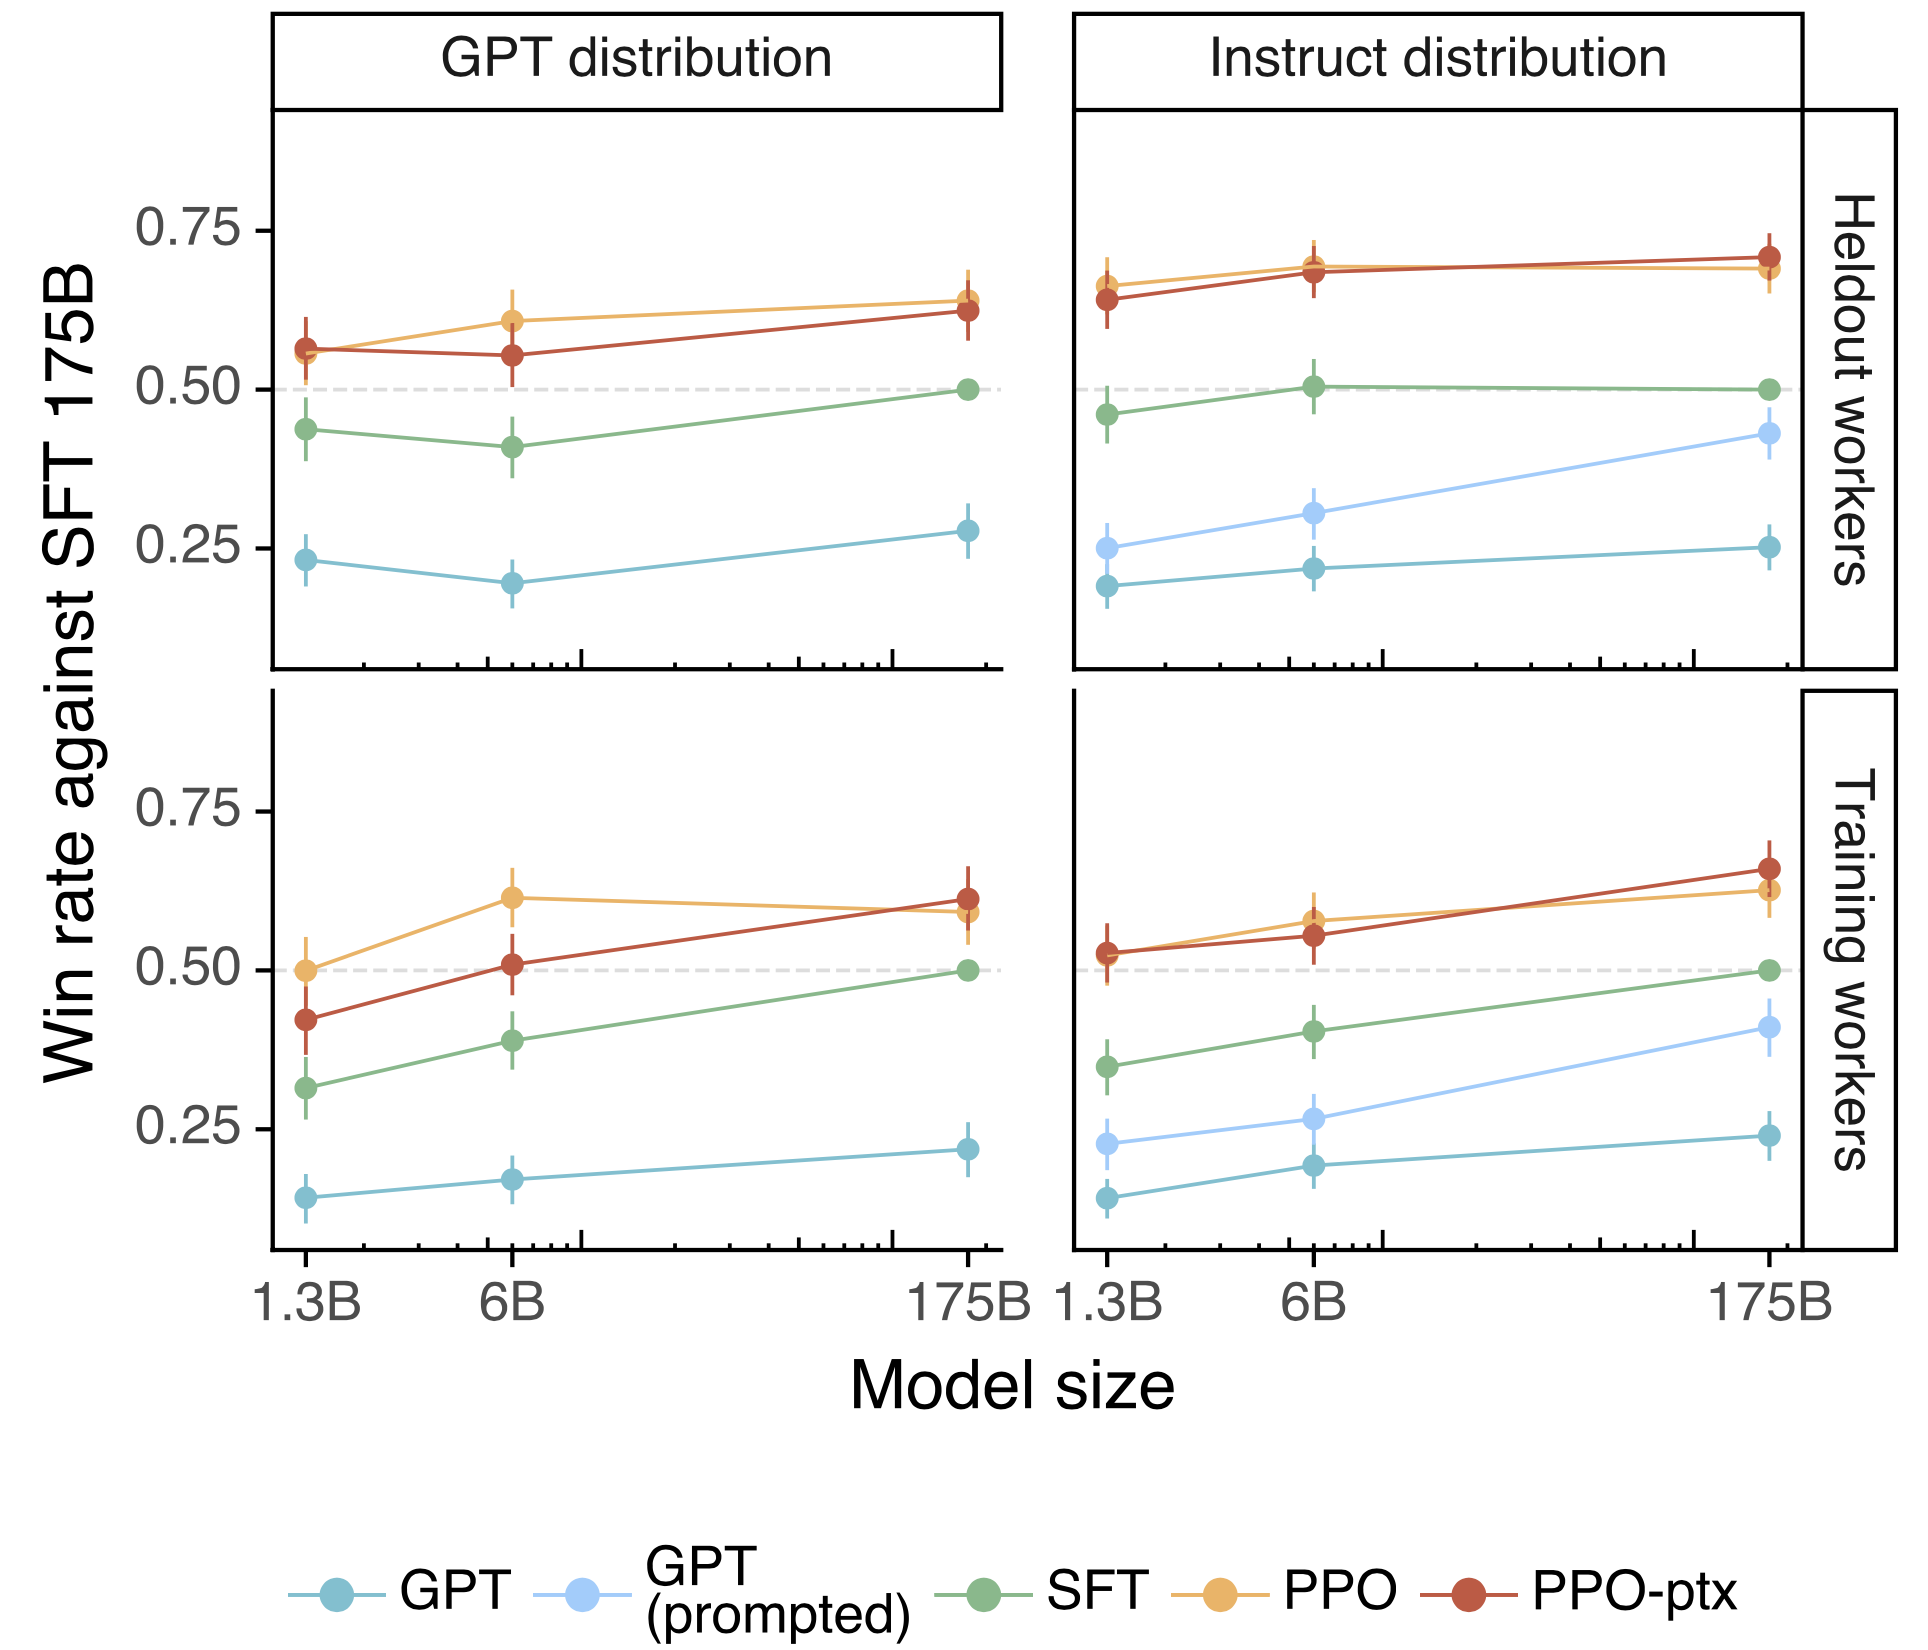 GPT distribution
Instruct distribution
Win rate against SFT 175B
0.75
0.50
0.25
Heldout workers
0.75
0.50
0.25
Training workers
1.3B
6B
175B
1.3B
6B
175B
Model size
GPT
GPT
(prompted)
SFT
PPO
PPO-ptx